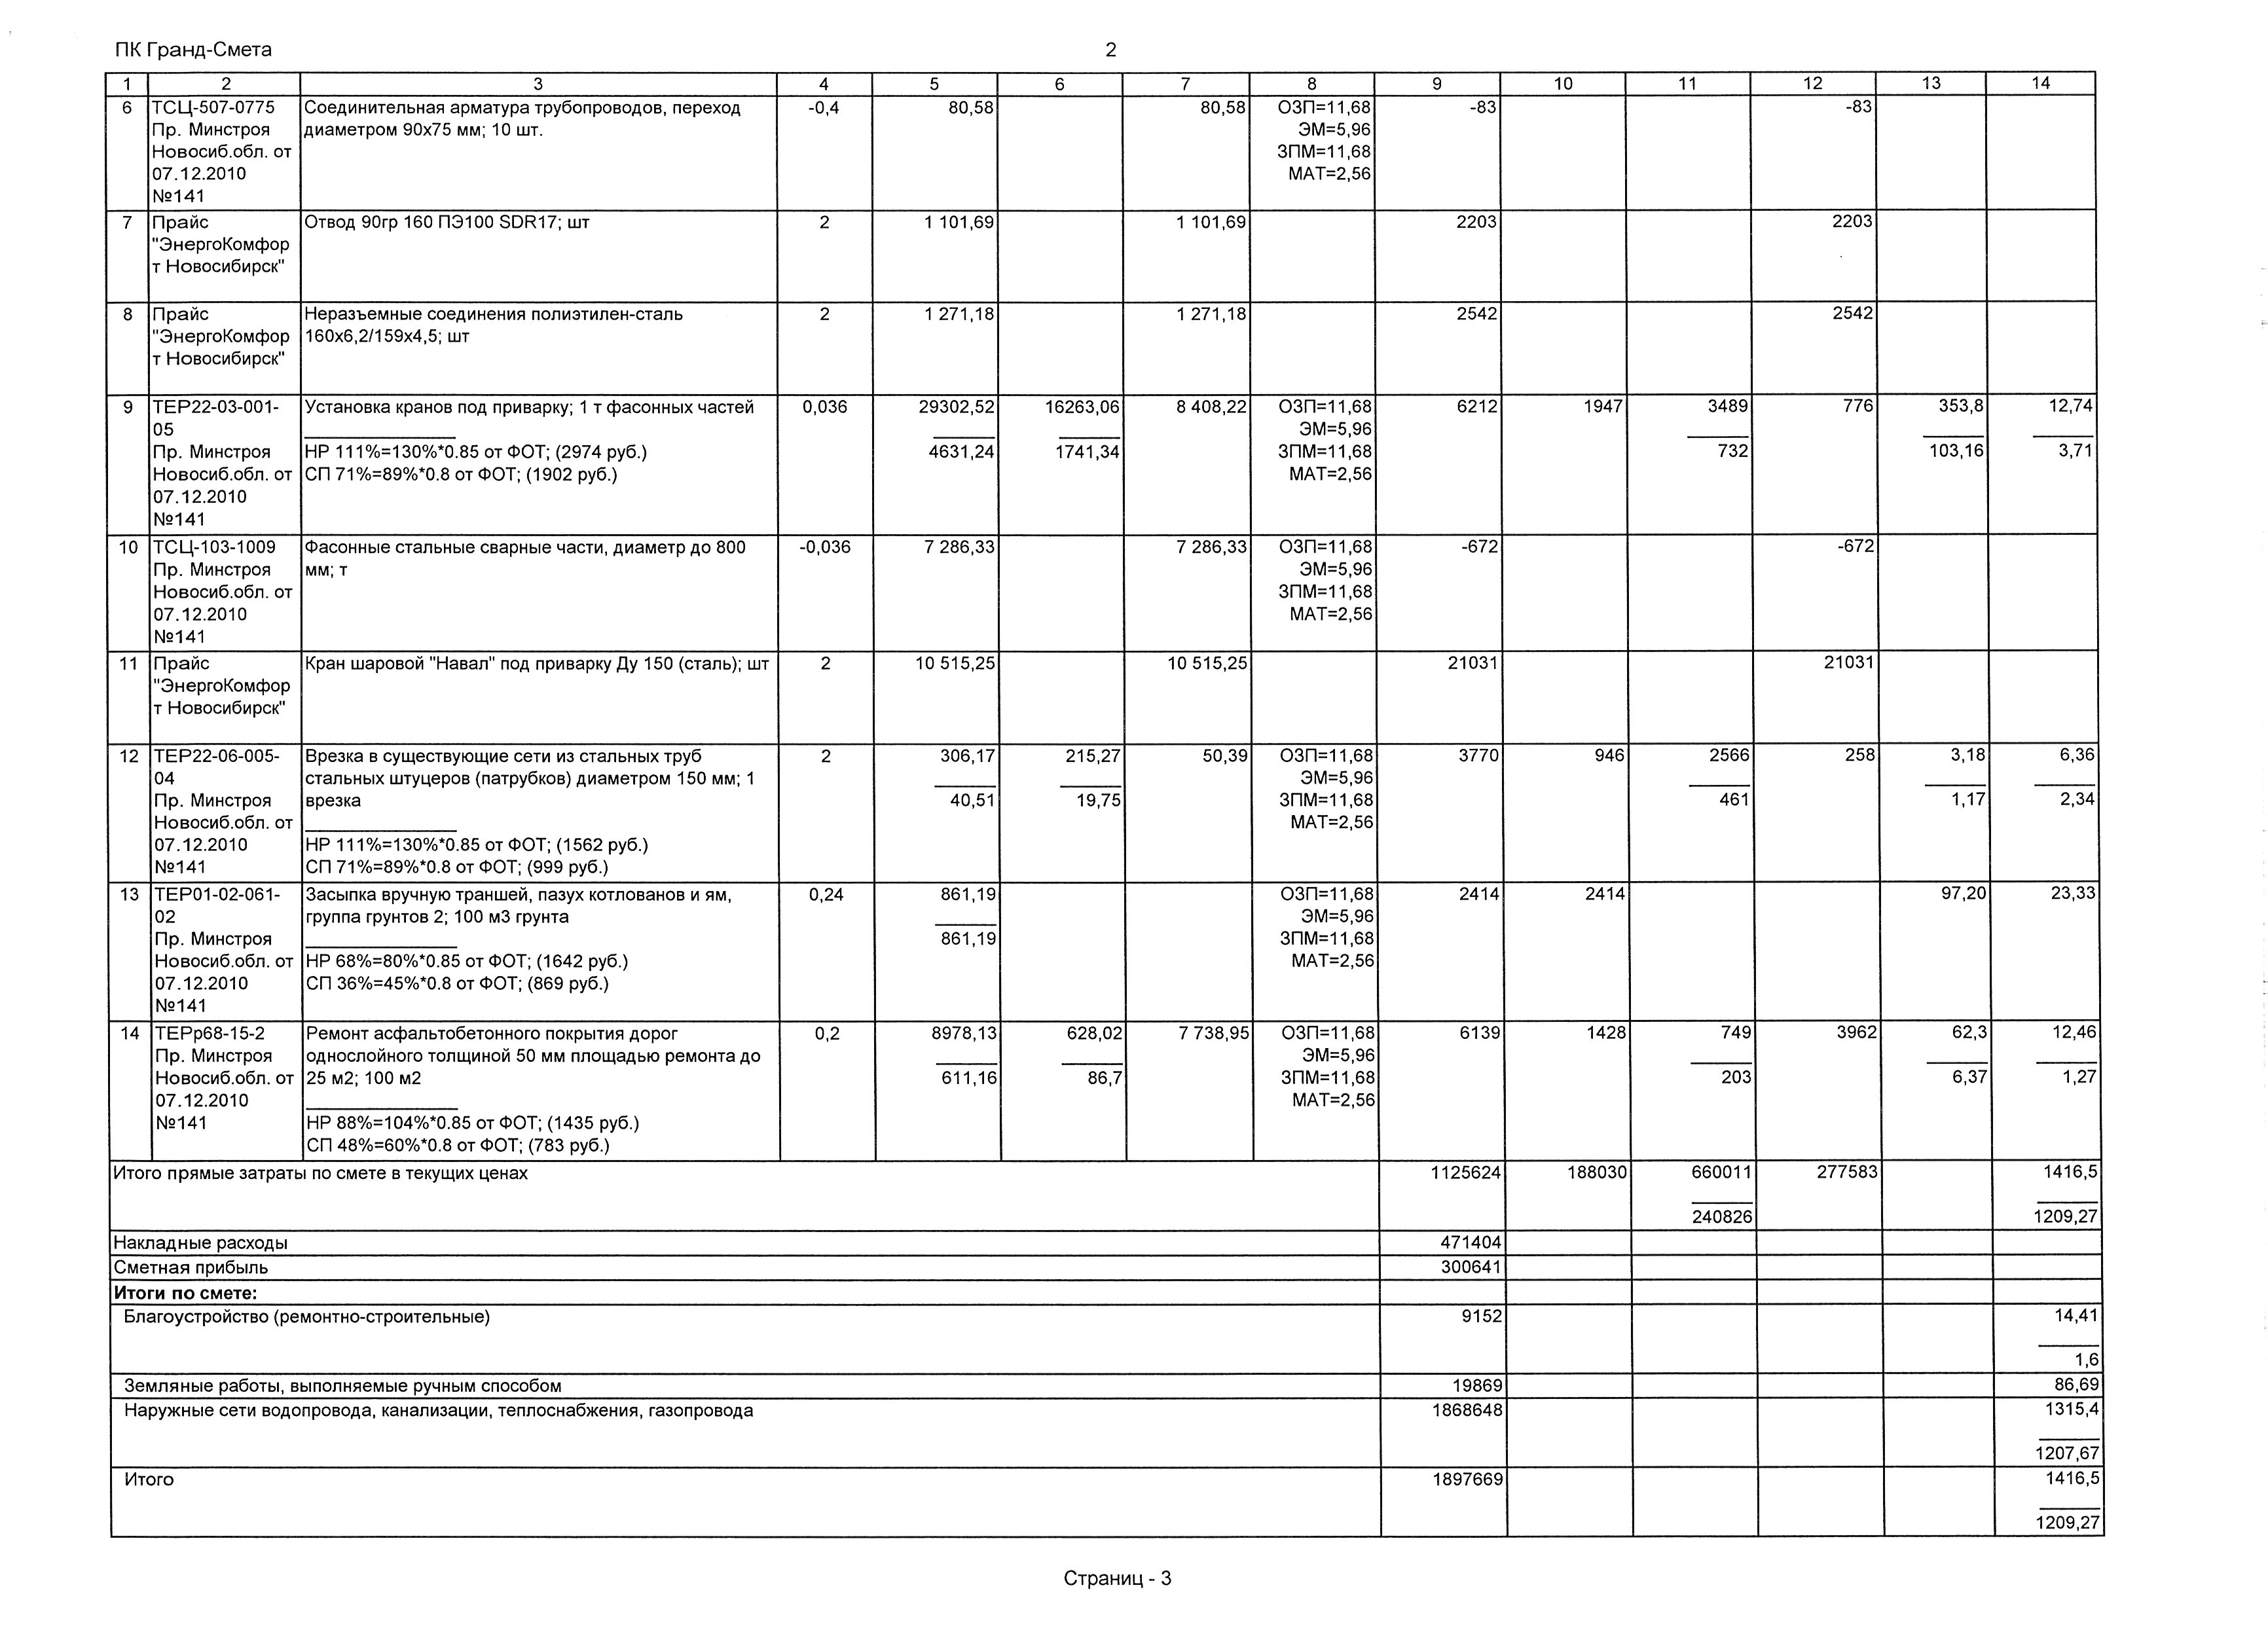 ПК Гранд-Смета 2
1 2 3 4 5 6 7 8 9 10 11 12 13 14
6 ТСЦ-507-0775 Соединительная арматура трубопроводов, переход -0,4 80,58 80,58 ОЗП=11,68 -83 -83
Пр. Минстроя диаметром 90х75 мм; 10 шт. ЭМ=5,96
Новосиб.обл. от ЗПМ=11,68
07.12.2010 МАТ=2,56
№141
7 Прайс Отвод 90гр 160 ПЭ100 SDR17; шт 2 1 101,69 1 101,69 2203 2203
"ЭнергоКомфор
т Новосибирск"
8 Прайс Неразъемные соединения полиэтилен-сталь 2 1 271,18 1 271,18 2542 2542
"ЭнергоКомфор 160х6,2/159х4,5; шт
т Новосибирск"
9 ТЕР22-03-001- Установка кранов под приварку; 1 т фасонных частей 0,036 29302,52 16263,06 8 408,22 ОЗП=11,68 6212 1947 3489 776 353,8 12,74
05 ЭМ=5,96
Пр. Минстроя НР 111%=130%*0.85 от ФОТ; (2974 руб.) 4631,24 1741,34 ЗПМ=11,68 732 103,16 3,71
Новосиб.обл. от СП 71%=89%*0.8 от ФОТ; (1902 руб.) МАТ=2,56
07.12.2010
№141
10 ТСЦ-103-1009 Фасонные стальные сварные части, диаметр до 800 -0,036 7 286,33 7 286,33 ОЗП=11,68 -672 -672
Пр. Минстроя мм; т ЭМ=5,96
Новосиб.обл. от ЗПМ=11,68
07.12.2010 МАТ=2,56
№141
11 Прайс Кран шаровой "Навал" под приварку Ду 150 (сталь); шт 2 10 515,25 10 515,25 21031 21031
"ЭнергоКомфор
т Новосибирск"
12 ТЕР22-06-005- Врезка в существующие сети из стальных труб 2 306,17 215,27 50,39 ОЗП=11,68 3770 946 2566 258 3,18 6,36
04 стальных штуцеров (патрубков) диаметром 150 мм; 1 ЭМ=5,96
Пр. Минстроя врезка 40,51 19,75 ЗПМ=11,68 461 1,17 2,34
Новосиб.обл. от МАТ=2,56
07.12.2010 НР 111%=130%*0.85 от ФОТ; (1562 руб.)
№141 СП 71%=89%*0.8 от ФОТ; (999 руб.)
13 ТЕР01-02-061- Засыпка вручную траншей, пазух котлованов и ям, 0,24 861,19 ОЗП=11,68 2414 2414 97,20 23,33
02 группа грунтов 2; 100 м3 грунта ЭМ=5,96
Пр. Минстроя 861,19 ЗПМ=11,68
Новосиб.обл. от НР 68%=80%*0.85 от ФОТ; (1642 руб.) МАТ=2,56
07.12.2010 СП 36%=45%*0.8 от ФОТ; (869 руб.)
№141
14 ТЕРр68-15-2 Ремонт асфальтобетонного покрытия дорог 0,2 8978,13 628,02 7 738,95 ОЗП=11,68 6139 1428 749 3962 62,3 12,46
Пр. Минстроя однослойного толщиной 50 мм площадью ремонта до ЭМ=5,96
Новосиб.обл. от 25 м2; 100 м2 611,16 86,7 ЗПМ=11,68 203 6,37 1,27
07.12.2010 МАТ=2,56
№141 НР 88%=104%*0.85 от ФОТ; (1435 руб.)
СП 48%=60%*0.8 от ФОТ; (783 руб.)
Итого прямые затраты по смете в текущих ценах 1125624 188030 660011 277583 1416,5
240826 1209,27
Накладные расходы 471404
Сметная прибыль 300641
Итоги по смете:
Благоустройство (ремонтно-строительные) 9152 14,41
1,6
Земляные работы, выполняемые ручным способом 19869 86,69
Наружные сети водопровода, канализации, теплоснабжения, газопровода 1868648 1315,4
1207,67
Итого 1897669 1416,5
1209,27
Страниц - 3